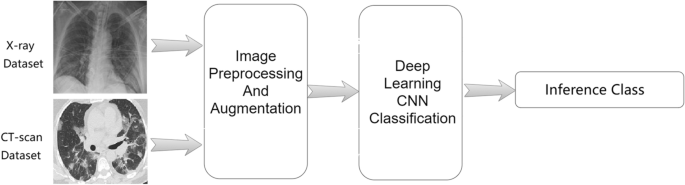 X-ray
Dataset
CT-scan
Dataset
Image
Preprocessing
And
Augmentation
Deep
Learning
CNN
Classification
Inference Class